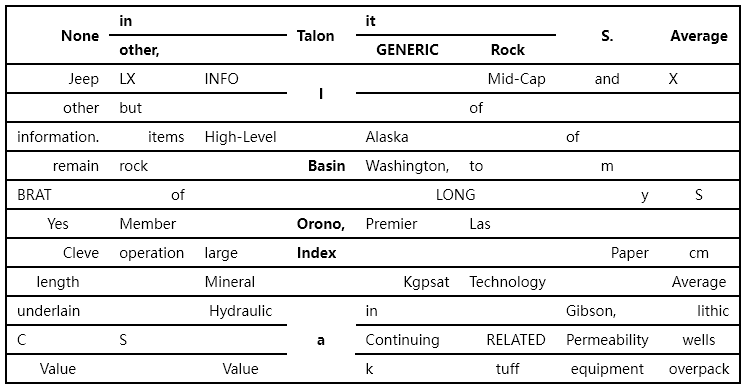 None in Talon it S. Average
other, GENERIC Rock
Jeep LX INFO I Mid-Cap and X
other but of
information. items High-Level Alaska of
remain rock Basin Washington, to m
BRAT of LONG y S
Yes Member Orono, Premier Las
Cleve operation large Index Paper cm
length Mineral Kgpsat Technology Average
underlain Hydraulic in Gibson, lithic
C S a Continuing RELATED Permeability wells
Value Value k tuff equipment overpack